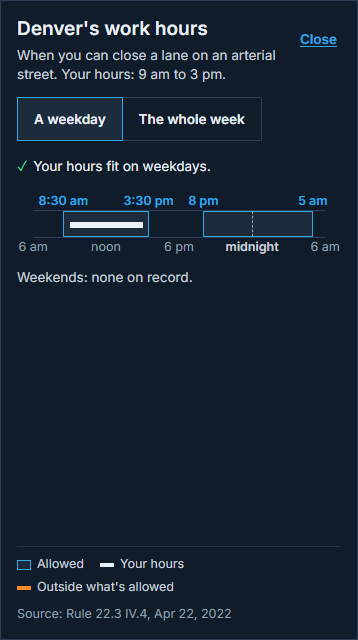 Denver's work hours
Close
When you can close a lane on an arterial
street. Your hours: 9 am to 3 pm.
A weekday
The whole week
✓ Your hours fit on weekdays.
8:30 am 3:30 pm 8 pm 5 am
6 am noon 6 pm midnight 6 am
Weekends: none on record.
Allowed Your hours
Outside what's allowed
Source: Rule 22.3 IV.4, Apr 22, 2022